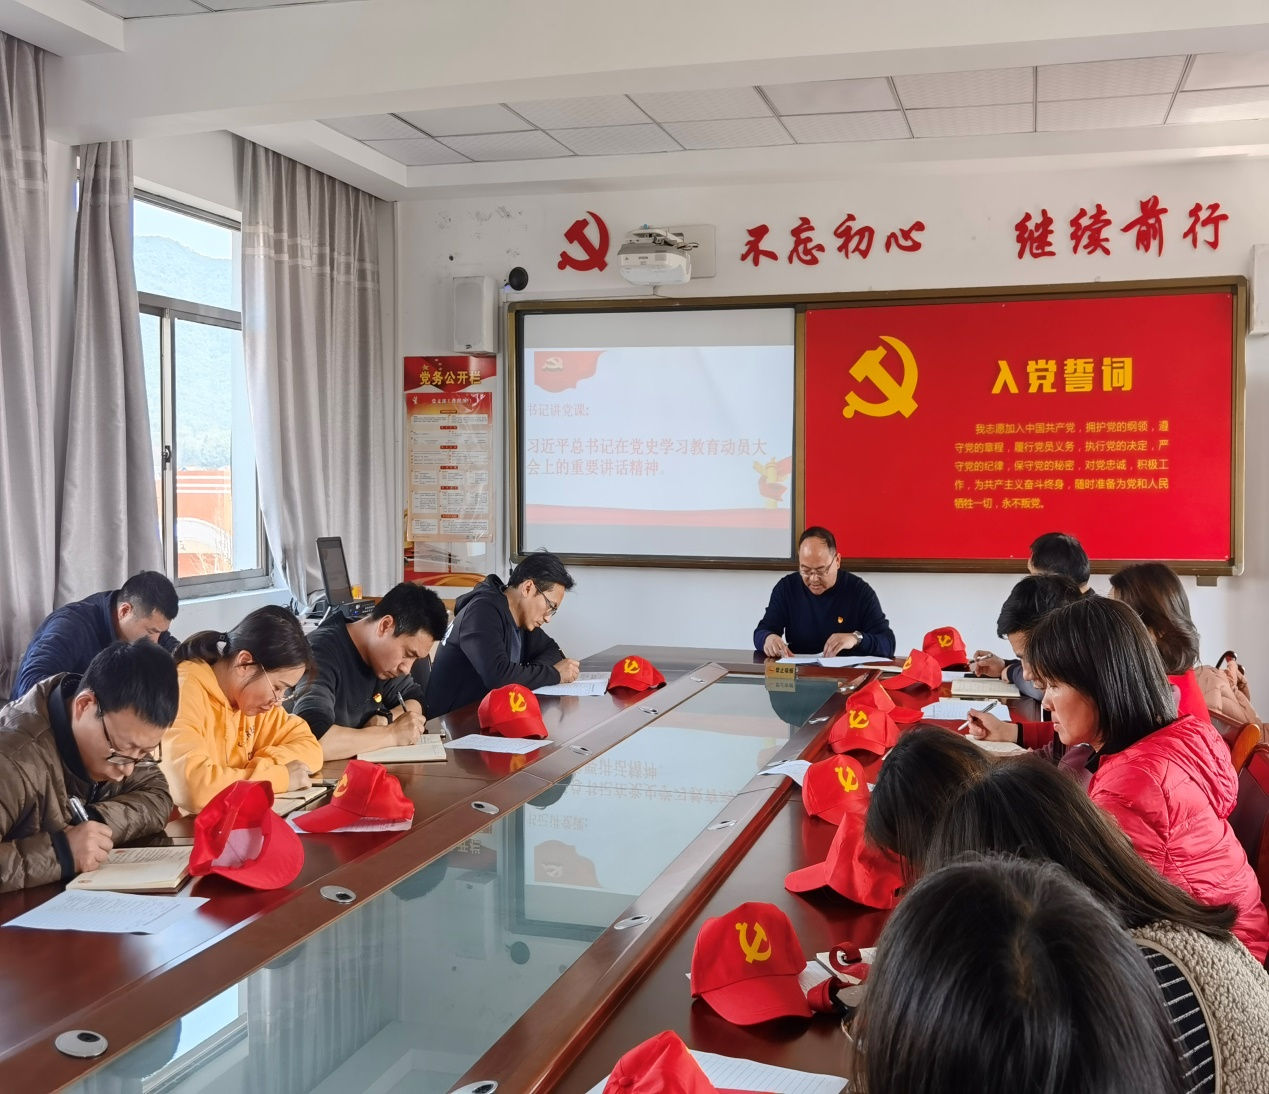 不忘初心 继续前行
党务公开栏
书记讲党课:
习近平总书记在党史学习教育动员大
会上的重要讲话精神。
入党誓词
我志愿加入中国共产党，拥护党的纲领，遵
守党的章程，履行党员义务，执行党的决定，严
守党的纪律，保守党的秘密，对党忠诚，积极工
作，为共产主义奋斗终身，随时准备为党和人民
牺牲一切，永不叛党。